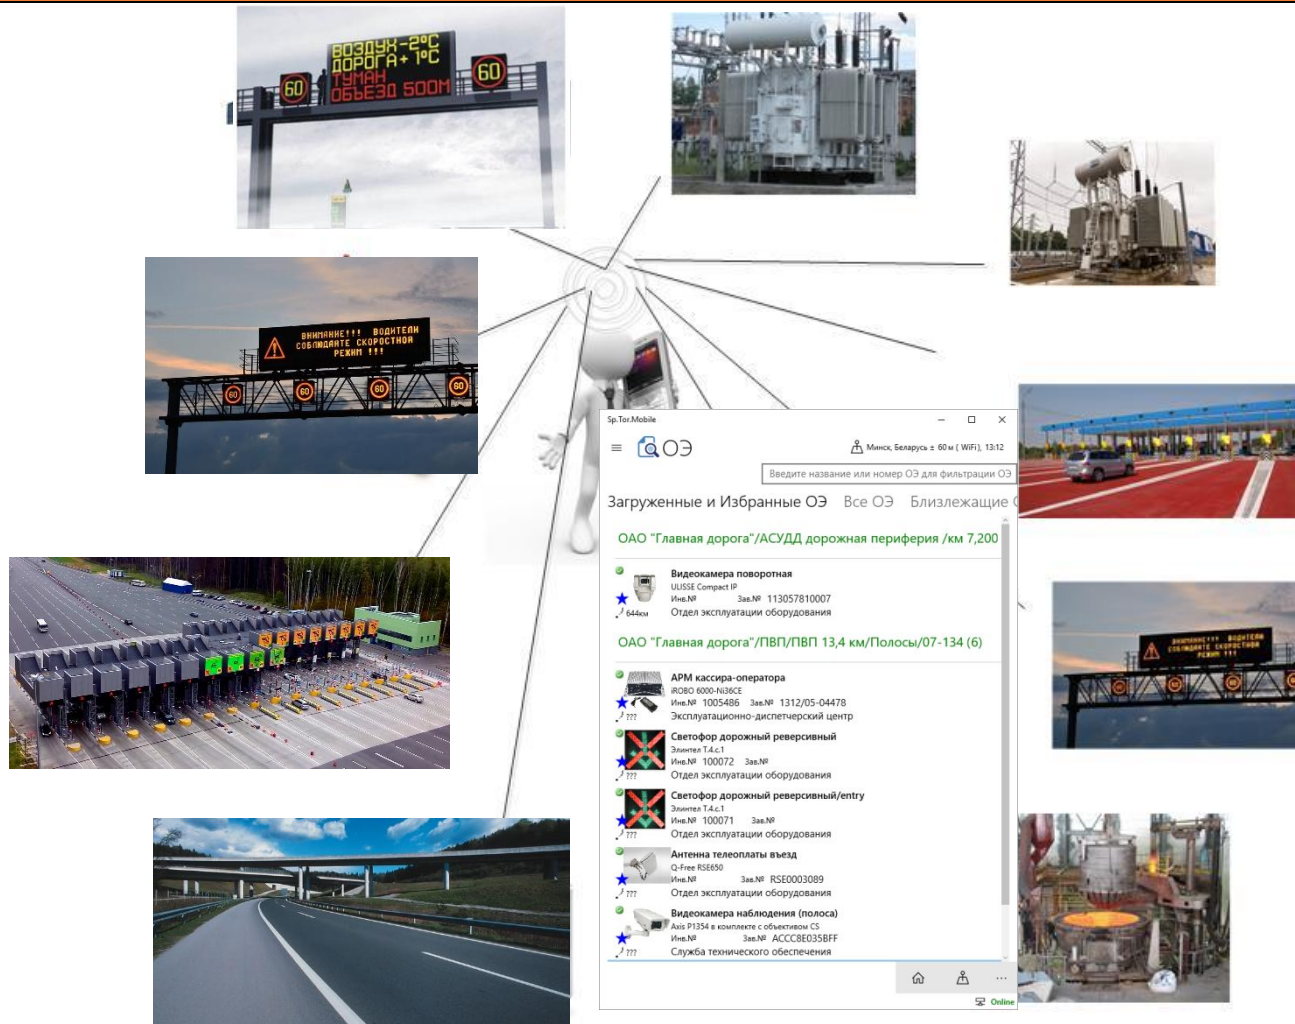 ВОЗДУХ-2°C
ДОРОГА+ 1°C
ТУМАН
ОБЪЕЗД 500М
60
60
ВНИМАНИЕ!!! ВОДИТЕЛИ
СОБЛЮДАЙТЕ СКОРОСТНОЙ
РЕЖИМ !!!
60
60
60
60
Sp.Tor.Mobile
ОЭ
Минск, Беларусь ± 60 м ( WiFi), 13:12
Введите название или номер ОЭ для фильтрации ОЭ
Загруженные и Избранные ОЭ Все ОЭ Близлежащие
ОАО "Главная дорога"/АСУДД дорожная периферия /км 7,200
Видеокамера поворотная
ULISSE Compact IP
Инв.№ Зав.№ 113057810007
644км Отдел эксплуатации оборудования
ОАО "Главная дорога"/ПВП/ПВП 13,4 км/Полосы/07-134 (6)
АРМ кассира-оператора
iROBO 6000-Ni36CE
Инв.№ 1005486 Зав.№ 1312/05-04478
??? Эксплуатационно-диспетчерский центр
Светофор дорожный реверсивный
Элинтел Т.4.с.1
Инв.№ 100072 Зав.№
??? Отдел эксплуатации оборудования
Светофор дорожный реверсивный/entry
Элинтел Т.4.с.1
Инв.№ 100071 Зав.№
??? Отдел эксплуатации оборудования
Антенна телеоплаты въезд
Q-Free RSE650
Инв.№ Зав.№ RSE0003089
??? Отдел эксплуатации оборудования
Видеокамера наблюдения (полоса)
Axis P1354 в комплекте с объективом CS
Инв.№ Зав.№ ACCC8E035BFF
??? Служба технического обеспечения
Online
ВНИМАНИЕ!!! ВОДИТЕЛИ
СОБЛЮДАЙТЕ СКОРОСТНОЙ
РЕЖИМ !!!